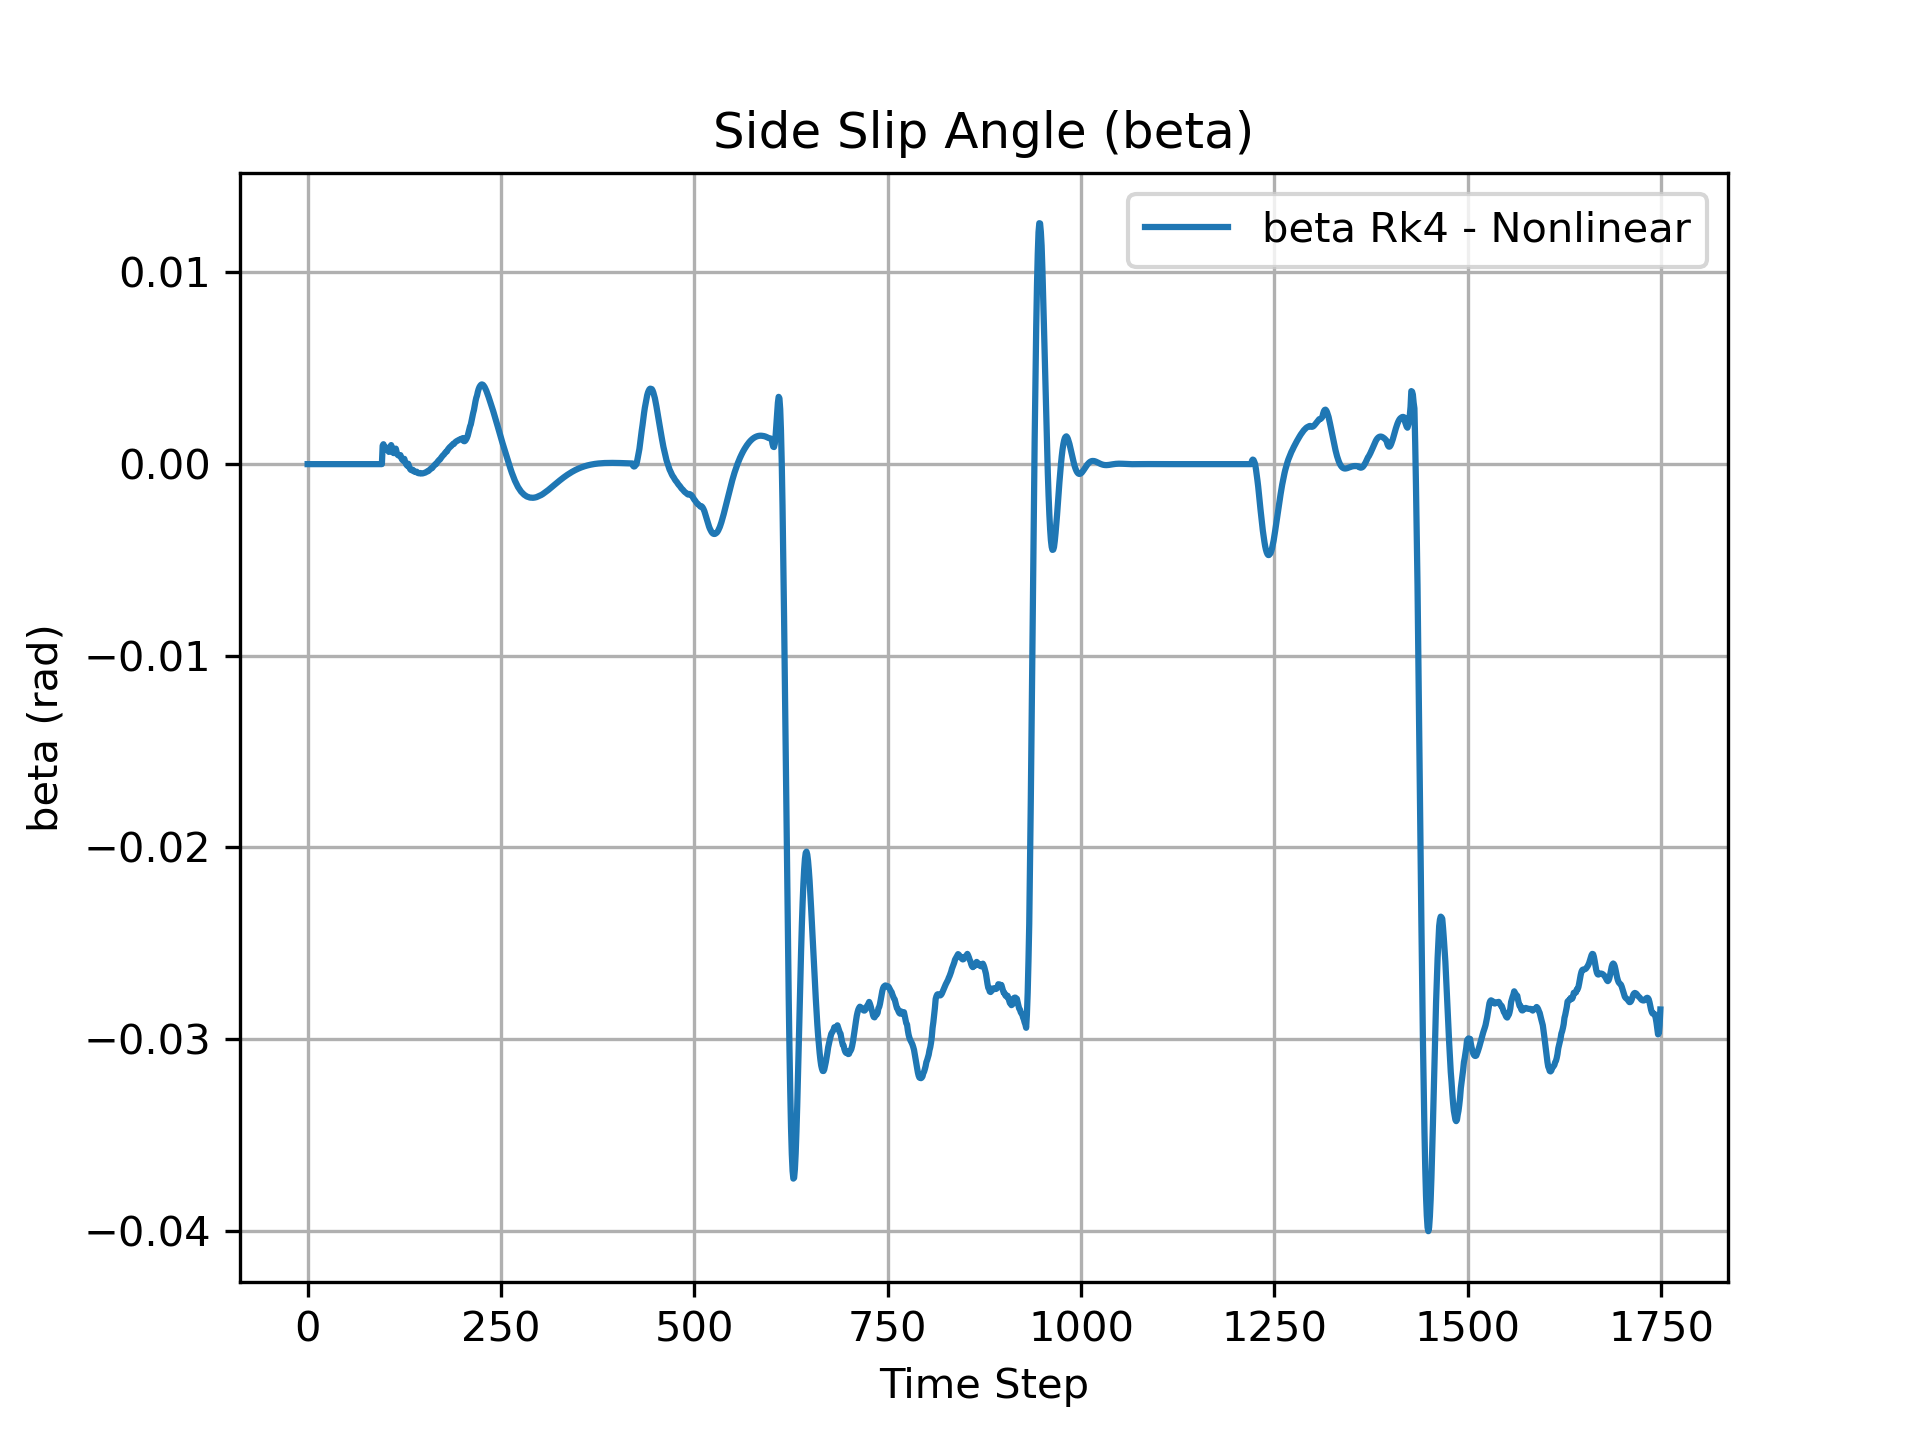 Side Slip Angle (beta)
beta Rk4 - Nonlinear
0.01
0.00
−0.01
−0.02
−0.03
−0.04
beta (rad)
0 250 500 750 1000 1250 1500 1750
Time Step